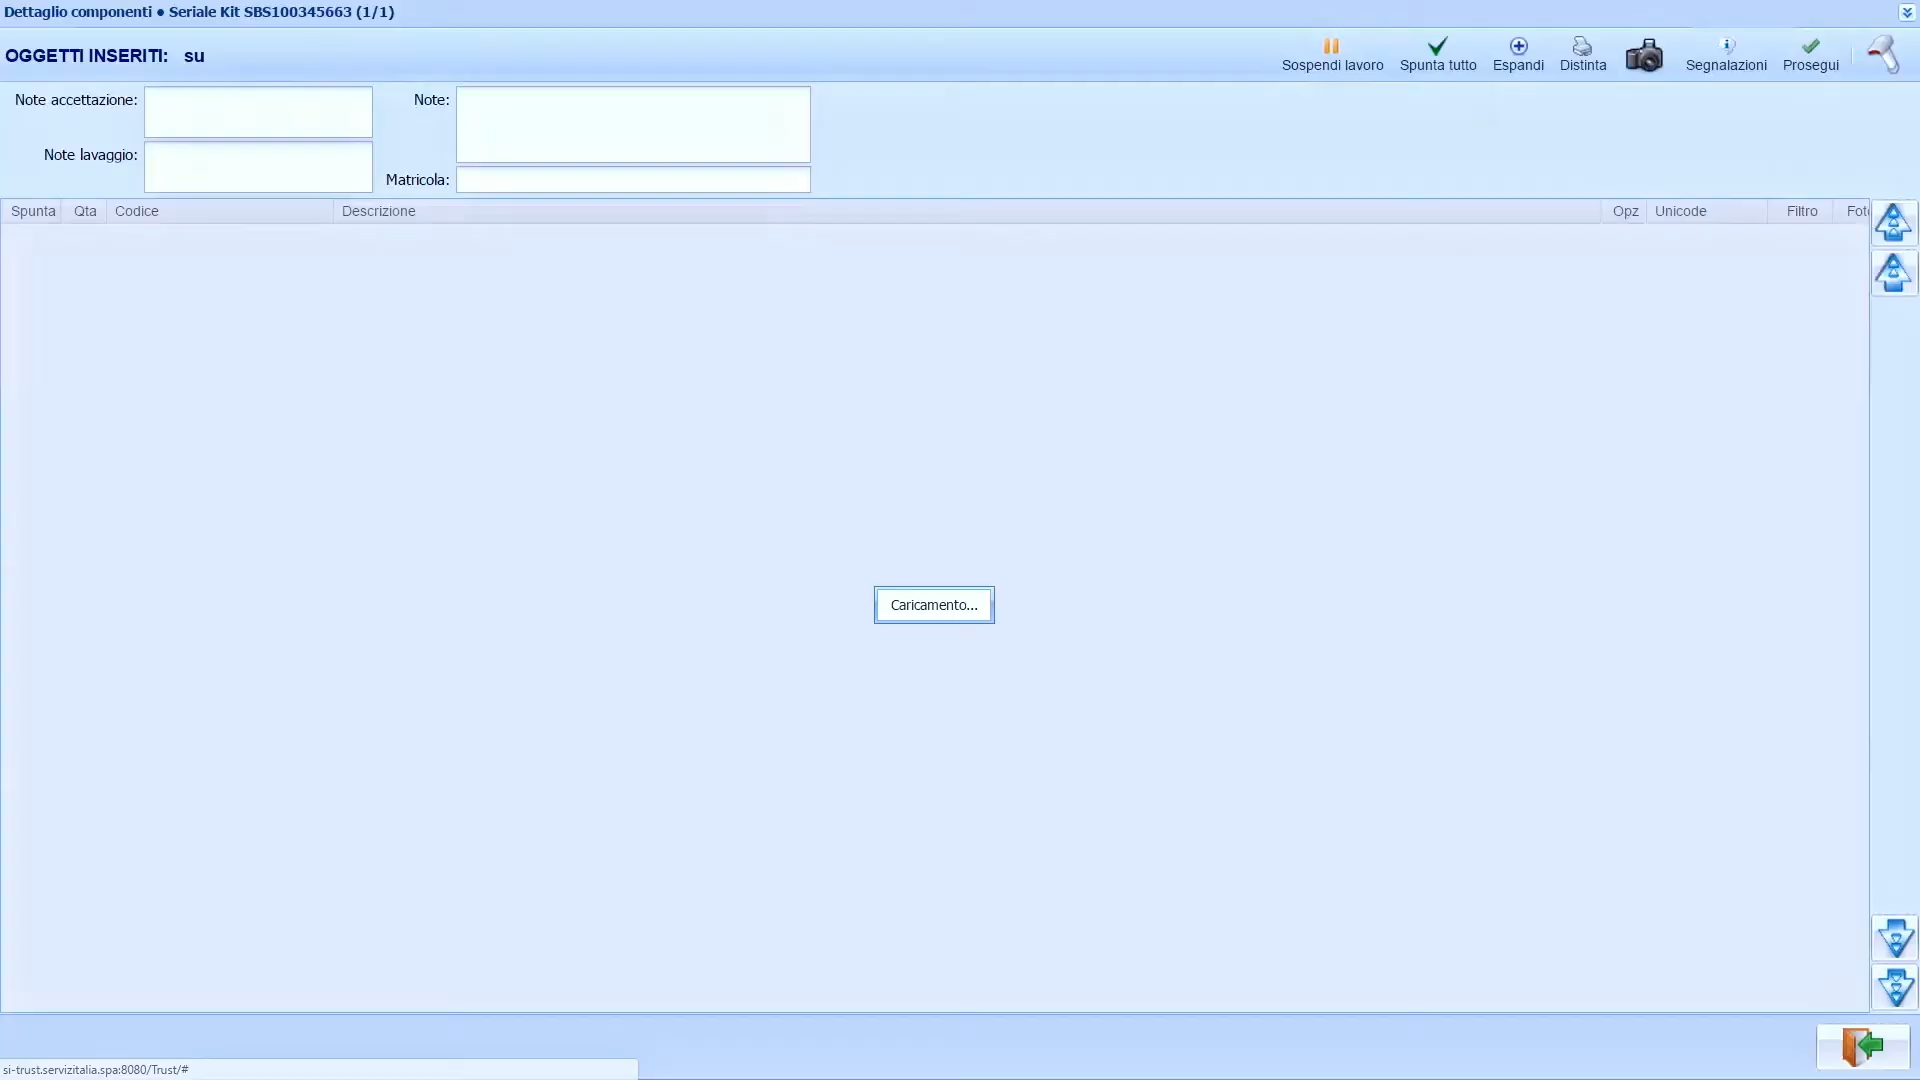 Dettaglio componenti ● Seriale Kit SBS100345663 (1/1)
OGGETTI INSERITI: su
Sospendi lavoro Spunta tutto Espandi Distinta Segnalazioni Prosegui
Note accettazione: Note:
Note lavaggio:
Matricola:
Spunta Qta Codice Descrizione Opz Unicode Filtro Foto
Caricamento...
si-trust.servizitalia.spa:8080/Trust/#